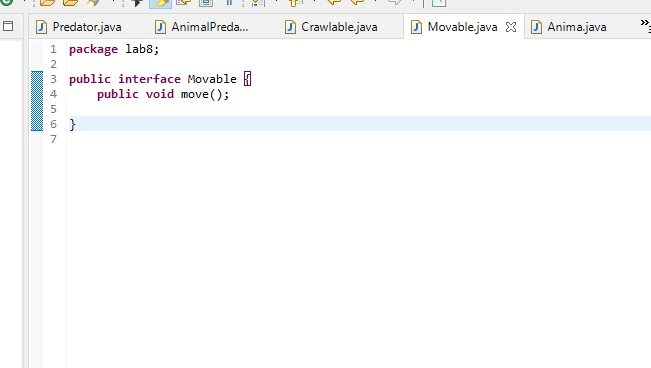 Predator.java AnimalPreda... Crawlable.java Movable.java Anima.java
1 package lab8;
2
3 public interface Movable {
4 public void move();
5
6 }
7